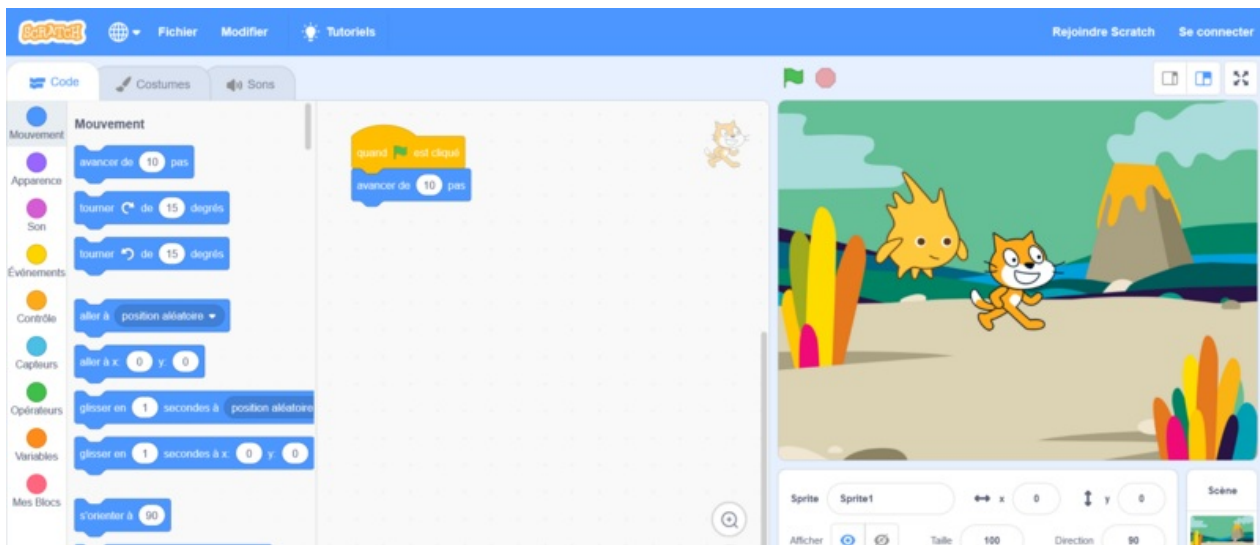 SCRATCH
Fichier
Modifier
Tutoriels
Rejoindre Scratch
Se connecter
Code
Costumes
Sons
Mouvement
Apparence
Son
Événements
Contrôle
Capteurs
Opérateurs
Variables
Mes Blocs
Mouvement
avancer de 10 pas
tourner de 15 degrés
tourner de 15 degrés
aller à position aléatoire
aller à x: 0 y: 0
glisser en 1 secondes à position aléatoire
glisser en 1 secondes à x: 0 y: 0
s'orienter à 90
quand est cliqué
avancer de 10 pas
Sprite Sprite1 x 0 y 0
Afficher Taille 100 Direction 90
Scène